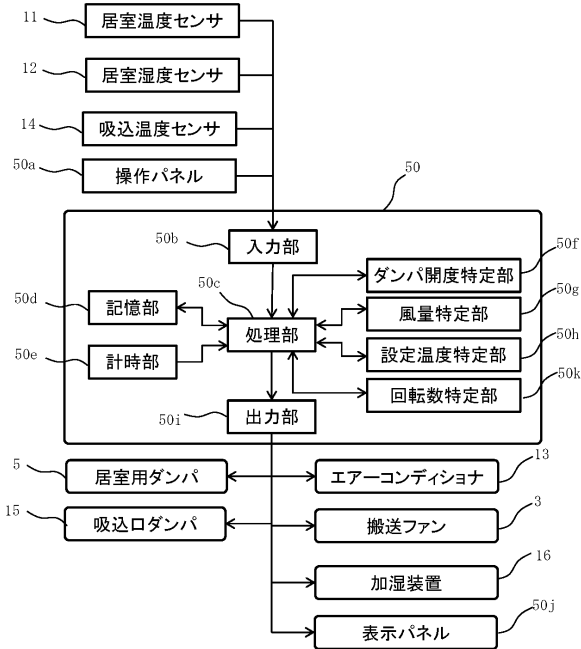 11 居室温度センサ
12 居室湿度センサ
14 吸込温度センサ
50a 操作パネル
50
50b 入力部
50c 処理部
50d 記憶部
50e 計時部
50f ダンパ開度特定部
50g 風量特定部
50h 設定温度特定部
50k 回転数特定部
50i 出力部
5 居室用ダンパ
エアーコンディショナ 13
15 吸込口ダンパ
搬送ファン 3
加湿装置 16
表示パネル 50j